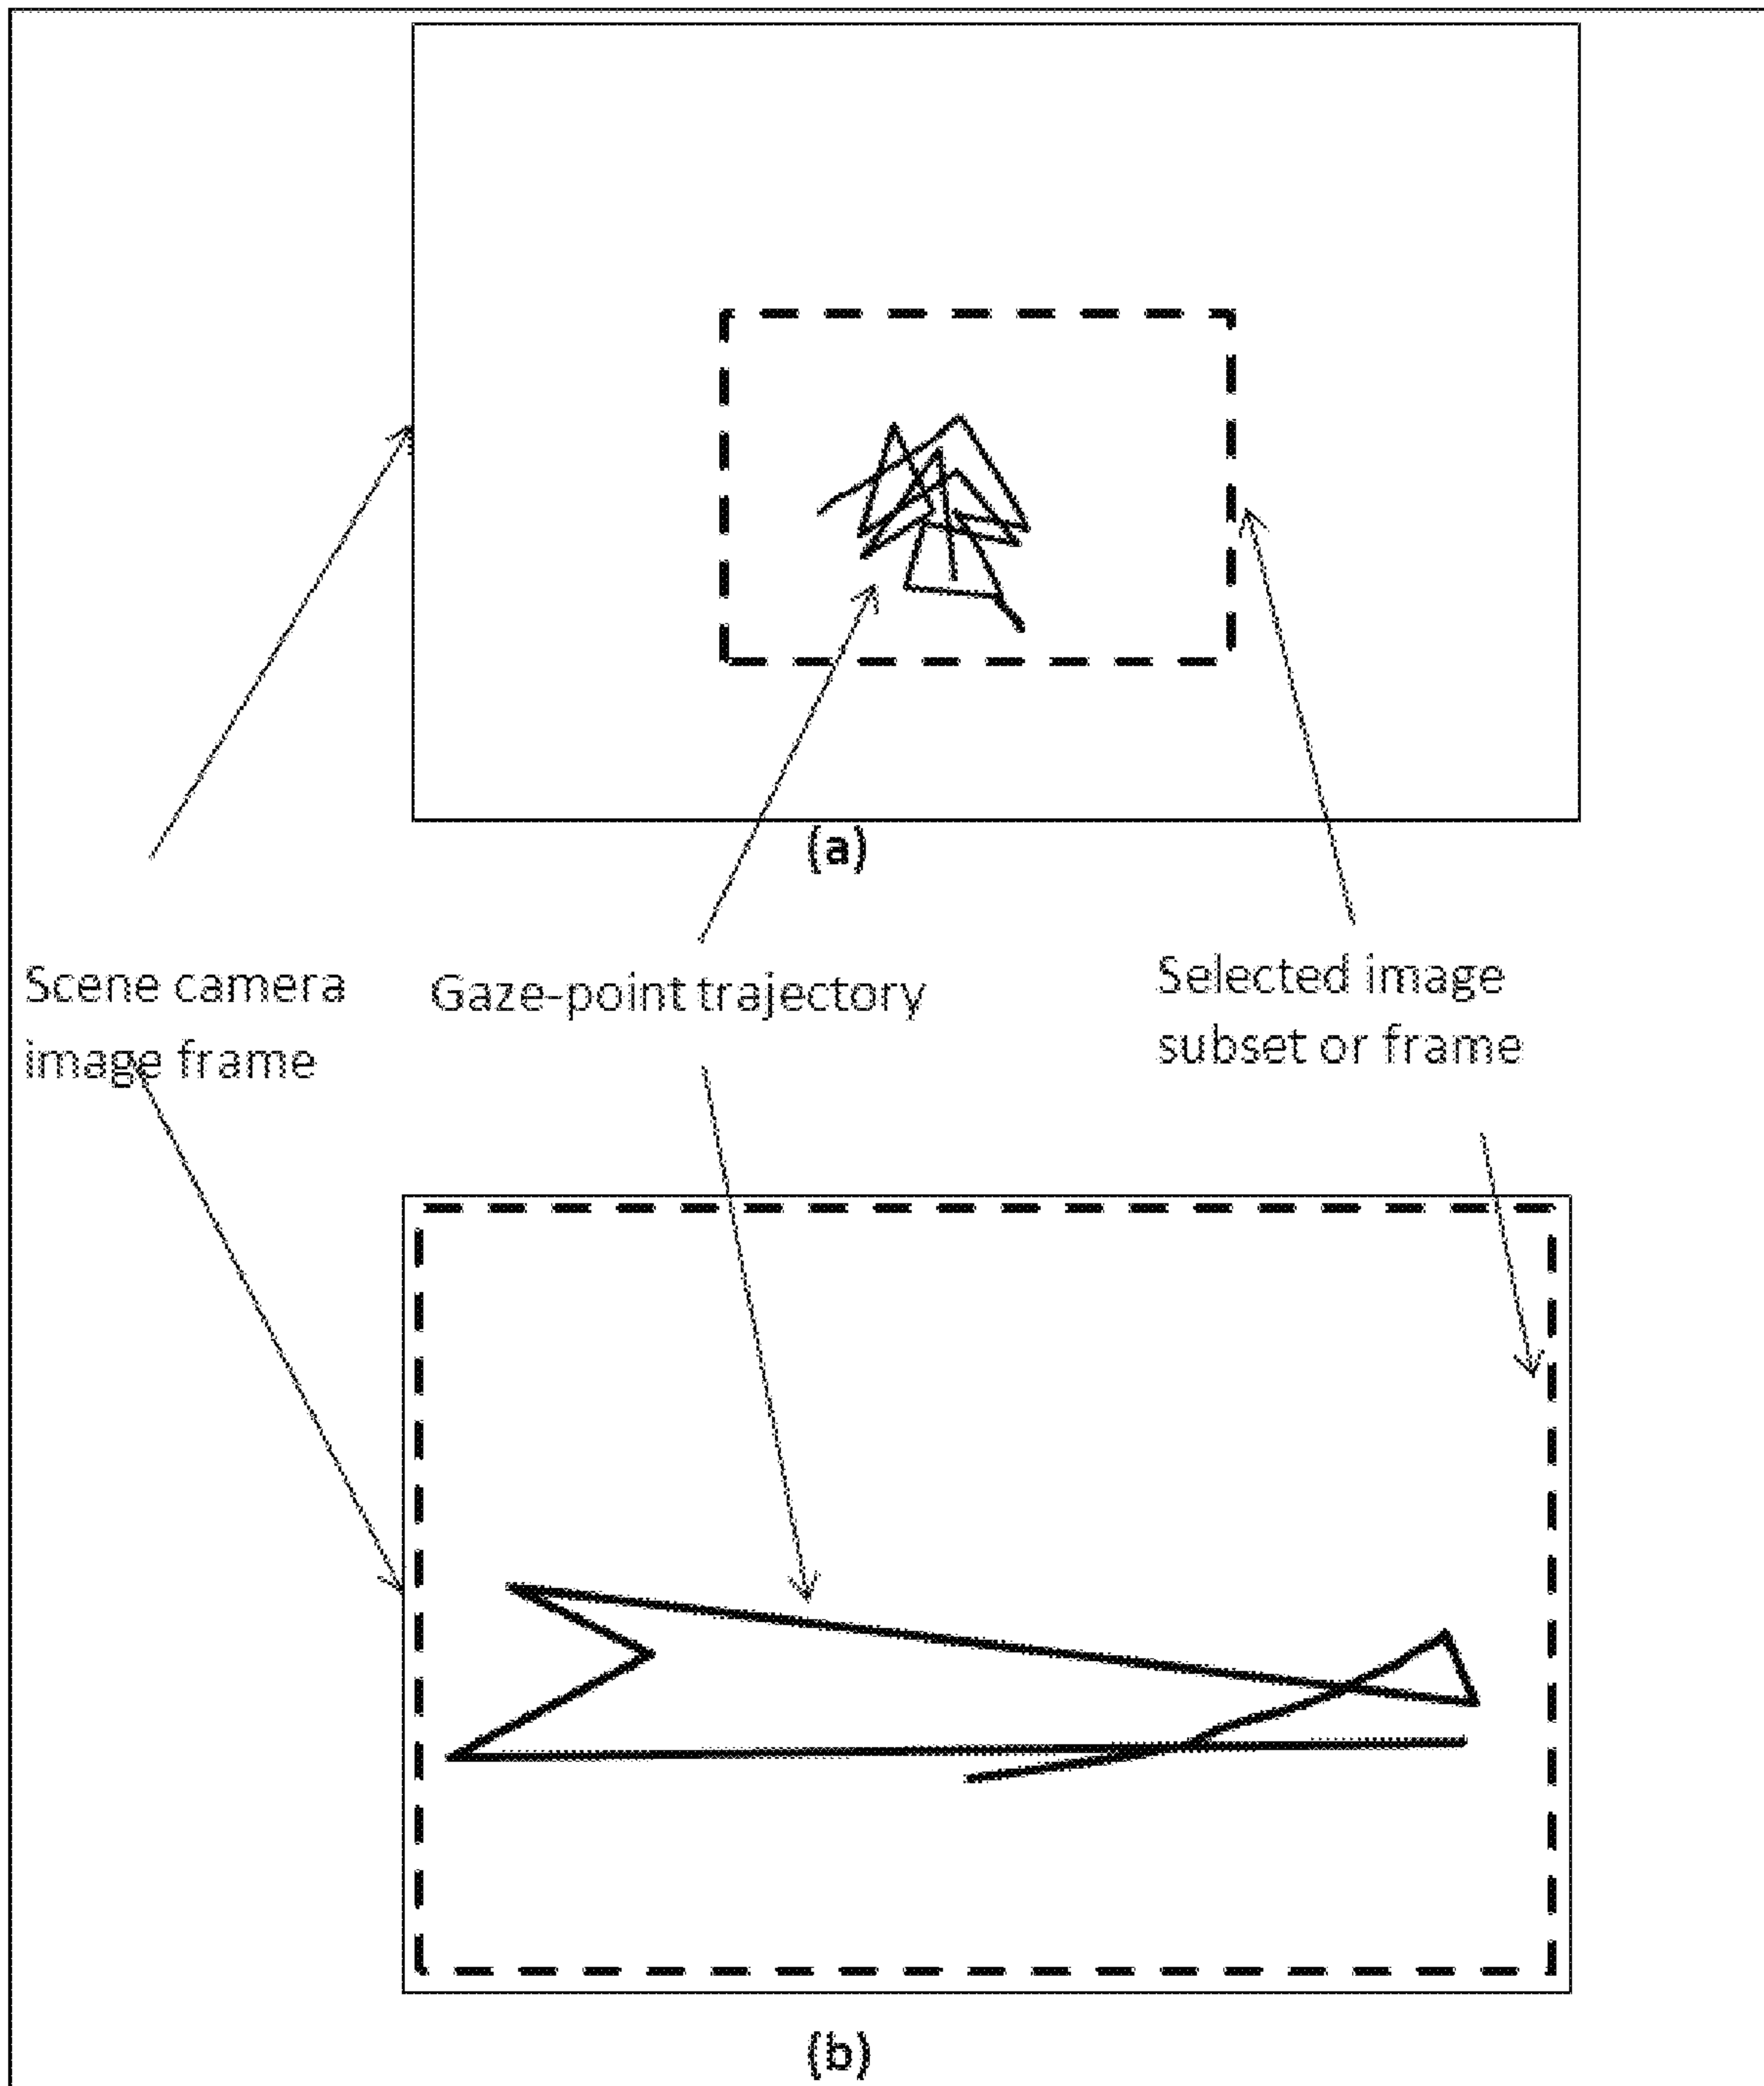 (a)
Scene camera
image frame
Gaze-point trajectory
Selected image
subset or frame
(b)